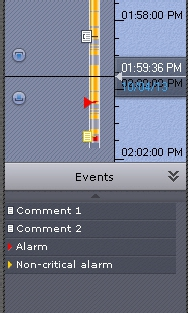 01:58:00 PM
01:59:36 PM
10/04/13
02:02:00 PM
Events
Comment 1
Comment 2
Alarm
Non-critical alarm